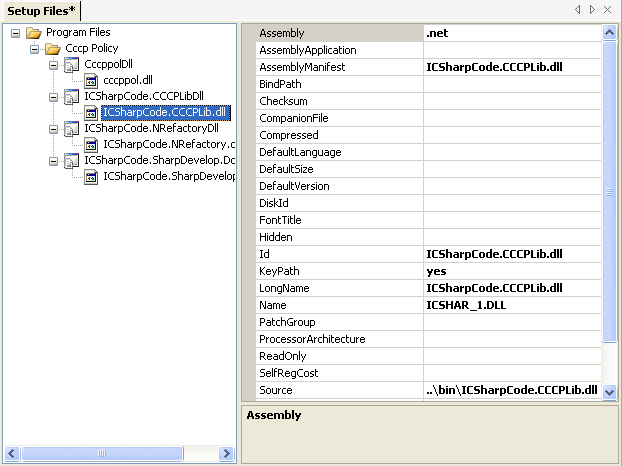 Setup Files*
Program Files
Cccp Policy
CccppolDll
cccppol.dll
ICSharpCode.CCCPLibDll
ICSharpCode.CCCPLib.dll
ICSharpCode.NRefactoryDll
ICSharpCode.NRefactory.c
ICSharpCode.SharpDevelop.Do
ICSharpCode.SharpDevelop
Assembly .net
AssemblyApplication
AssemblyManifest ICSharpCode.CCCPLib.dll
BindPath
Checksum
CompanionFile
Compressed
DefaultLanguage
DefaultSize
DefaultVersion
DiskId
FontTitle
Hidden
Id ICSharpCode.CCCPLib.dll
KeyPath yes
LongName ICSharpCode.CCCPLib.dll
Name ICSHAR_1.DLL
PatchGroup
ProcessorArchitecture
ReadOnly
SelfRegCost
Source ..\bin\ICSharpCode.CCCPLib.dll
Assembly